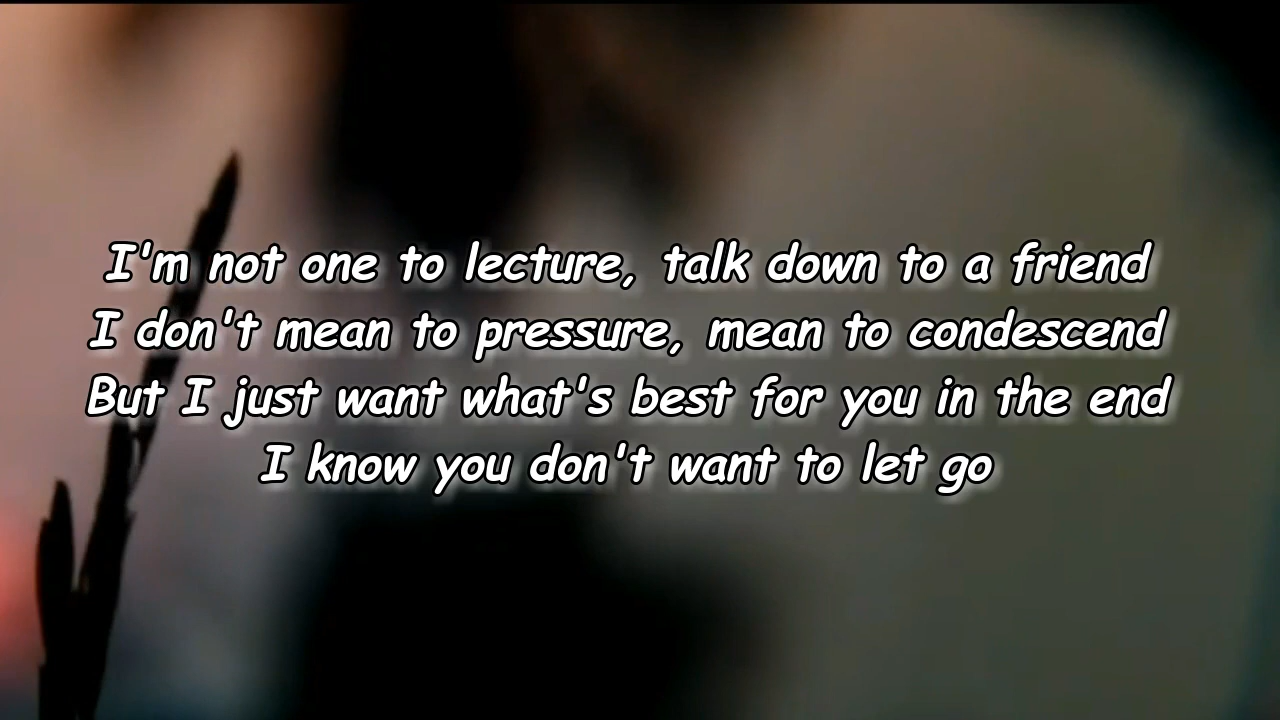 I'm not one to lecture, talk down to a friend
I don't mean to pressure, mean to condescend
But I just want what's best for you in the end
I know you don't want to let go